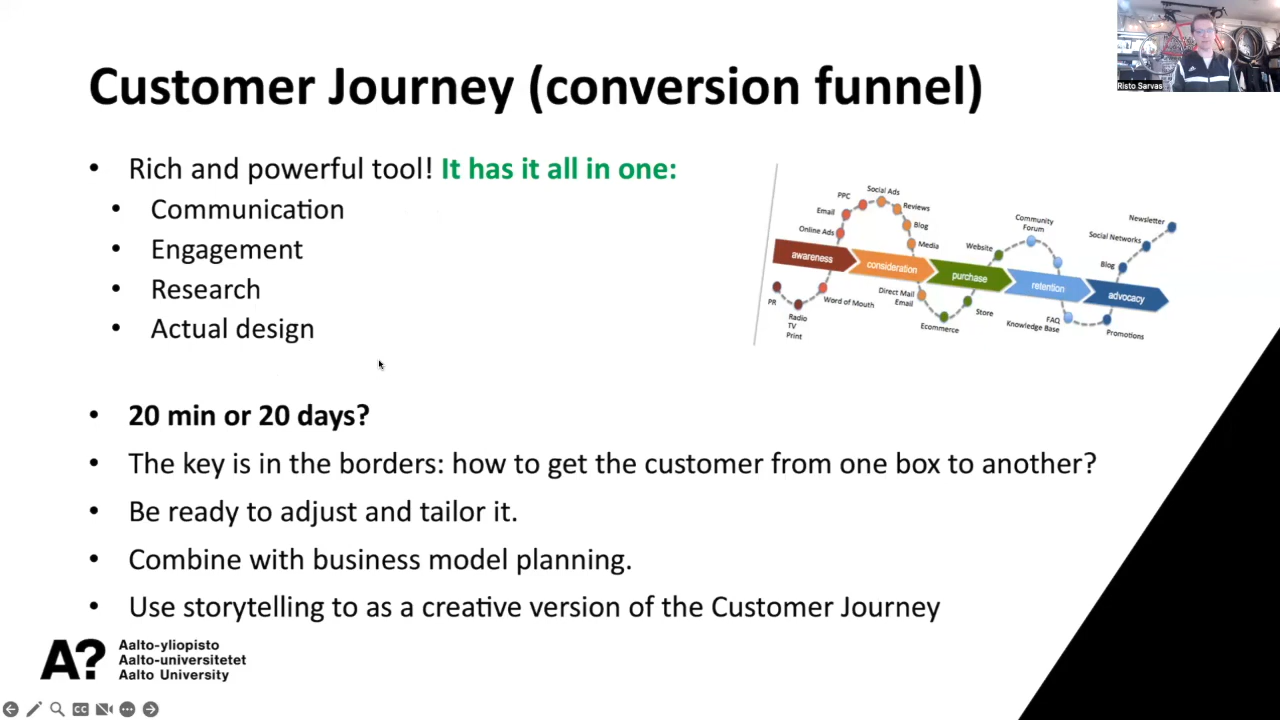 Customer Journey (conversion funnel)
Risto Sarvas
• Rich and powerful tool! It has it all in one:
• Communication
• Engagement
• Research
• Actual design
PPC
Social Ads
Reviews
Email
Blog
Online Ads
Media
awareness
consideration
purchase
retention
advocacy
PR
Radio
TV
Print
Word of Mouth
Direct Mail
Email
Ecommerce
Store
Website
Community
Forum
FAQ
Knowledge Base
Promotions
Blog
Social Networks
Newsletter
• 20 min or 20 days?
• The key is in the borders: how to get the customer from one box to another?
• Be ready to adjust and tailor it.
• Combine with business model planning.
• Use storytelling to as a creative version of the Customer Journey
A?
Aalto-yliopisto
Aalto-universitetet
Aalto University
CC